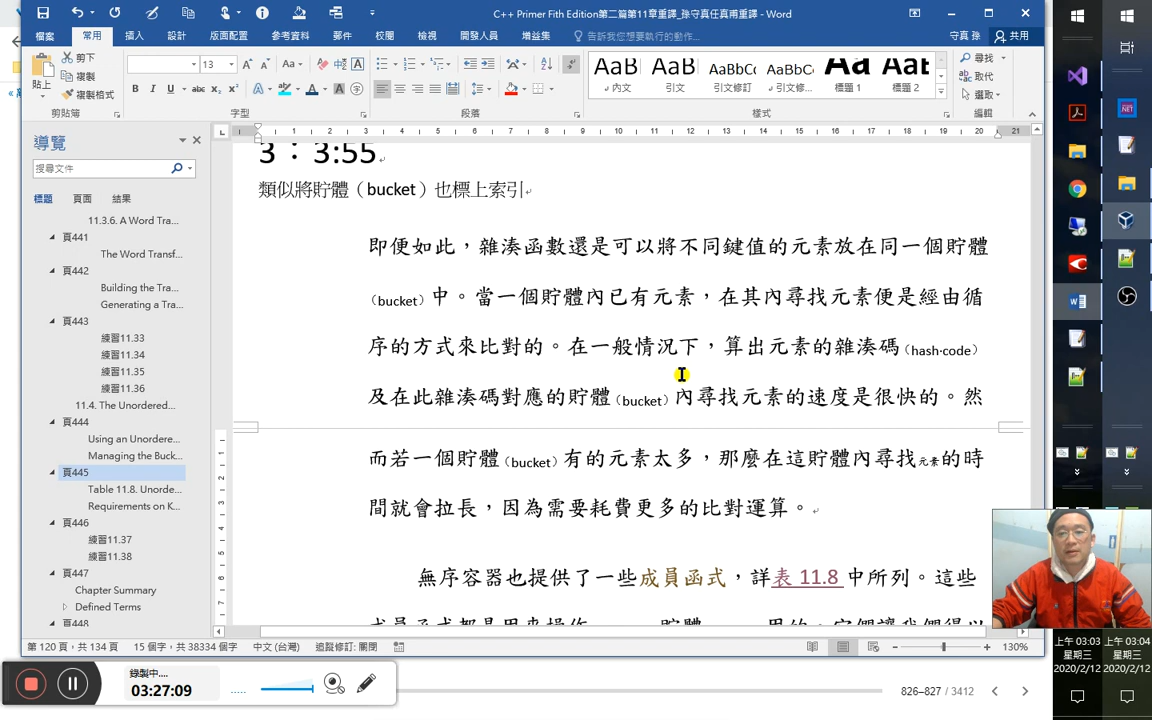 C++ Primer Fith Edition第二篇第11章重譯_孫守真任真甫重譯 - Word
檔案 常用 插入 設計 版面配置 參考資料 郵件 校閱 檢視 開發人員 增益集 告訴我您想要執行的動作... 守真 孫 共用
貼上 剪下 複製 複製格式
13
AaB AaB AaBbCc AaBbCc AaB Aab
內文 引文 引文修訂 引文修... 標題 1 標題 2
尋找 取代 選取
剪貼簿 字型 段落 樣式 編輯
導覽
搜尋文件
標題 頁面 結果
11.3.6. A Word Tra...
頁441
The Word Transf...
頁442
Building the Tra...
Generating a Tra...
頁443
練習11.33
練習11.34
練習11.35
練習11.36
11.4. The Unordered...
頁444
Using an Unordere...
Managing the Buck...
頁445
Table 11.8. Unorde...
Requirements on K...
頁446
練習11.37
練習11.38
頁447
Chapter Summary
Defined Terms
頁448
3：3:55
類似將貯體（bucket）也標上索引
即便如此，雜湊函數還是可以將不同鍵值的元素放在同一個貯體
（bucket）中。當一個貯體內已有元素，在其內尋找元素便是經由循
序的方式來比對的。在一般情況下，算出元素的雜湊碼（hash·code）
及在此雜湊碼對應的貯體（bucket）內尋找元素的速度是很快的。然
而若一個貯體（bucket）有的元素太多，那麼在這貯體內尋找元素的時
間就會拉長，因為需要耗費更多的比對運算。
無序容器也提供了一些成員函式，詳表 11.8 中所列。這些
第 120 頁，共 134 頁 15 個字，共 38334 個字 中文 (台灣) 追蹤修訂: 關閉 130%
錄製中....
03:27:09
826–827 / 3412
上午 03:03
星期三
2020/2/12
上午 03:04
星期三
2020/2/12